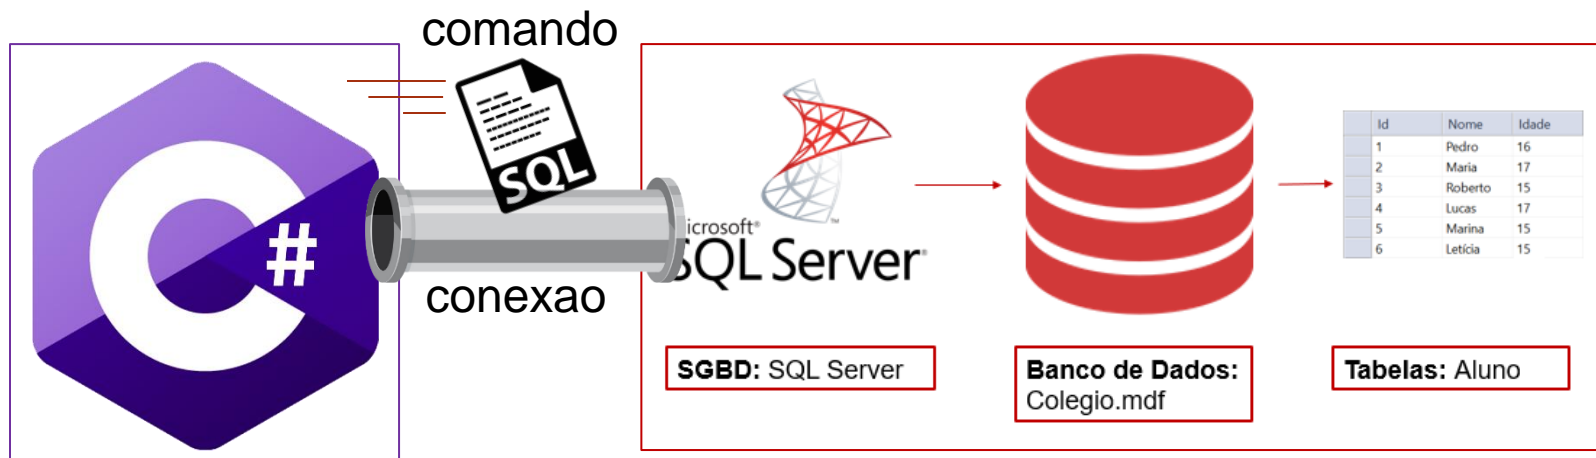 comando
SQL
#
conexao
icrosoft®
SQL Server
SGBD: SQL Server
Banco de Dados:
Colegio.mdf
Id Nome Idade
1 Pedro 16
2 Maria 17
3 Roberto 15
4 Lucas 17
5 Marina 15
6 Letícia 15
Tabelas: Aluno